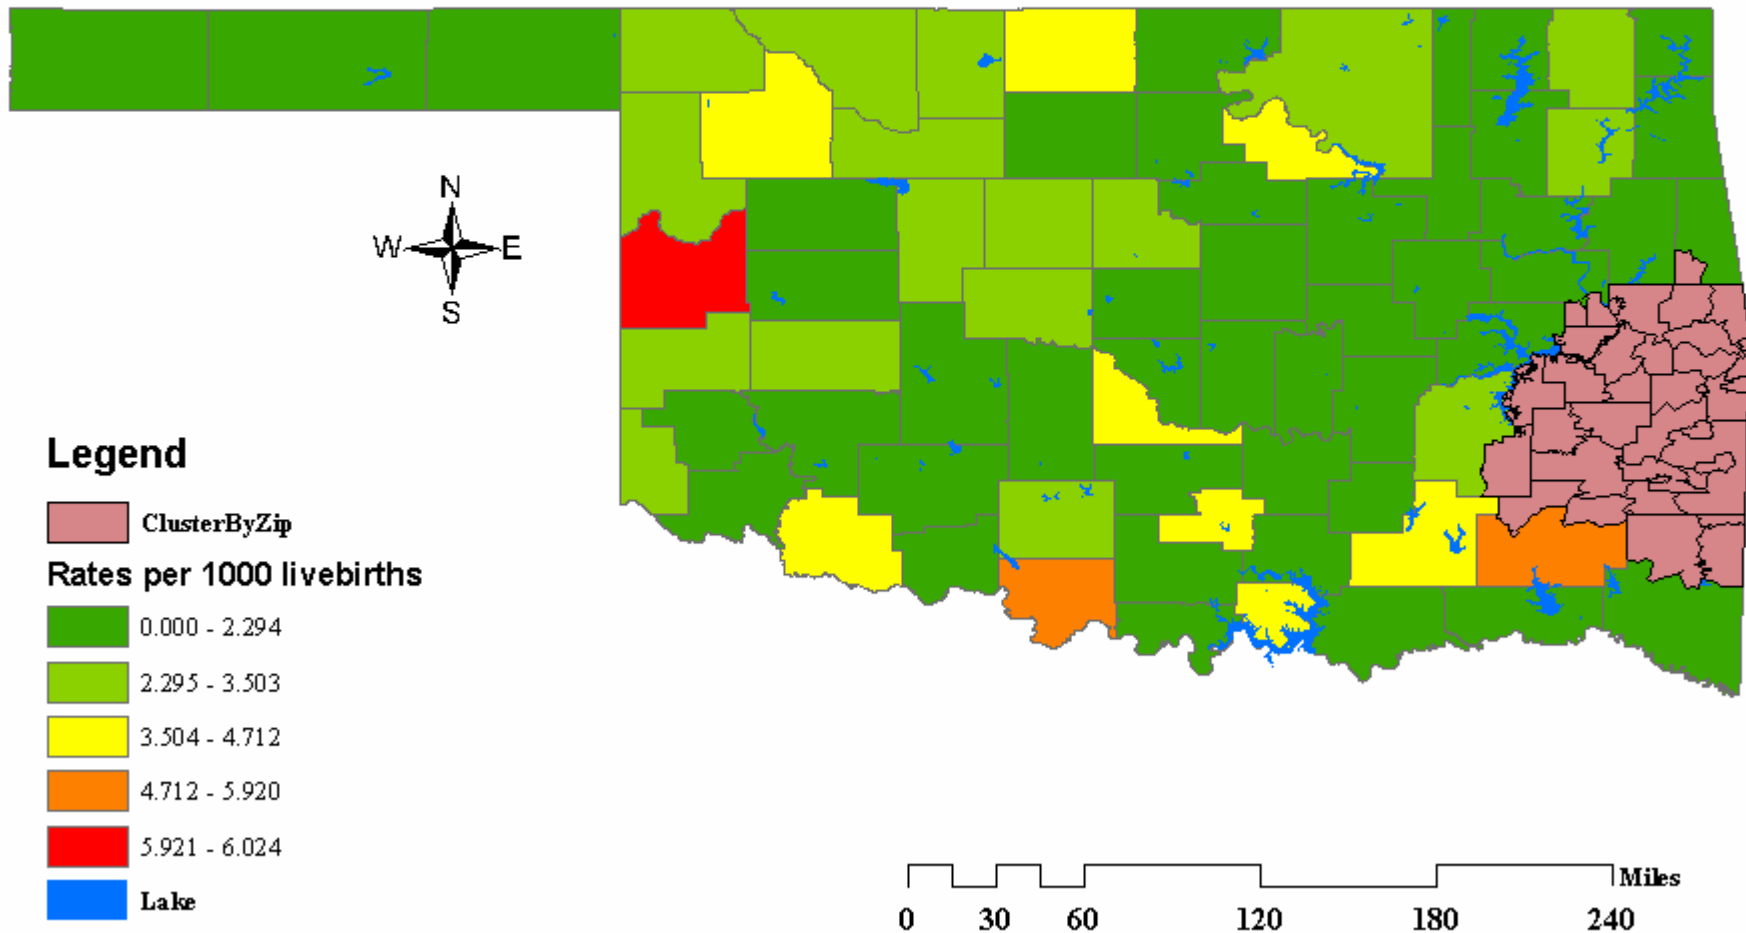 N
W E
S
Legend
ClusterByZip
Rates per 1000 livebirths
0.000 - 2.294
2.295 - 3.503
3.504 - 4.712
4.712 - 5.920
5.921 - 6.024
Lake
Miles
0 30 60 120 180 240